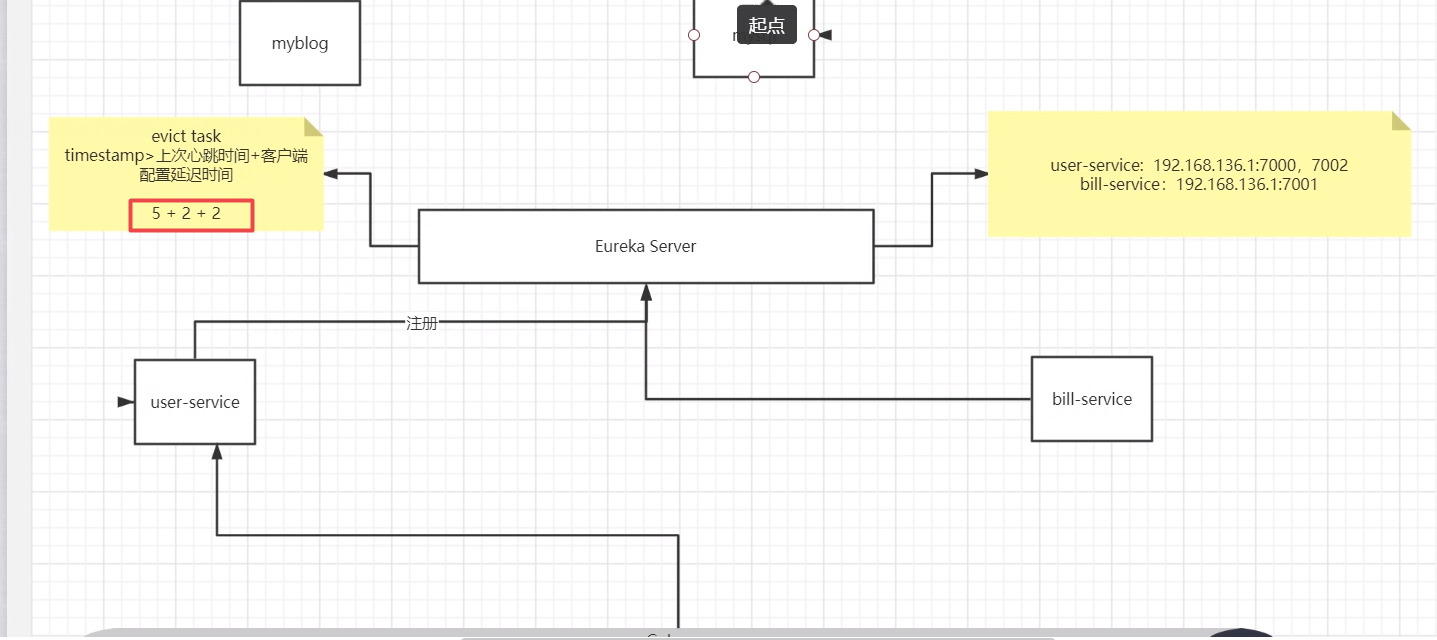 myblog
起点
evict task
timestamp>上次心跳时间+客户端
配置延迟时间
5 + 2 + 2
user-service: 192.168.136.1:7000，7002
bill-service：192.168.136.1:7001
Eureka Server
注册
user-service
bill-service